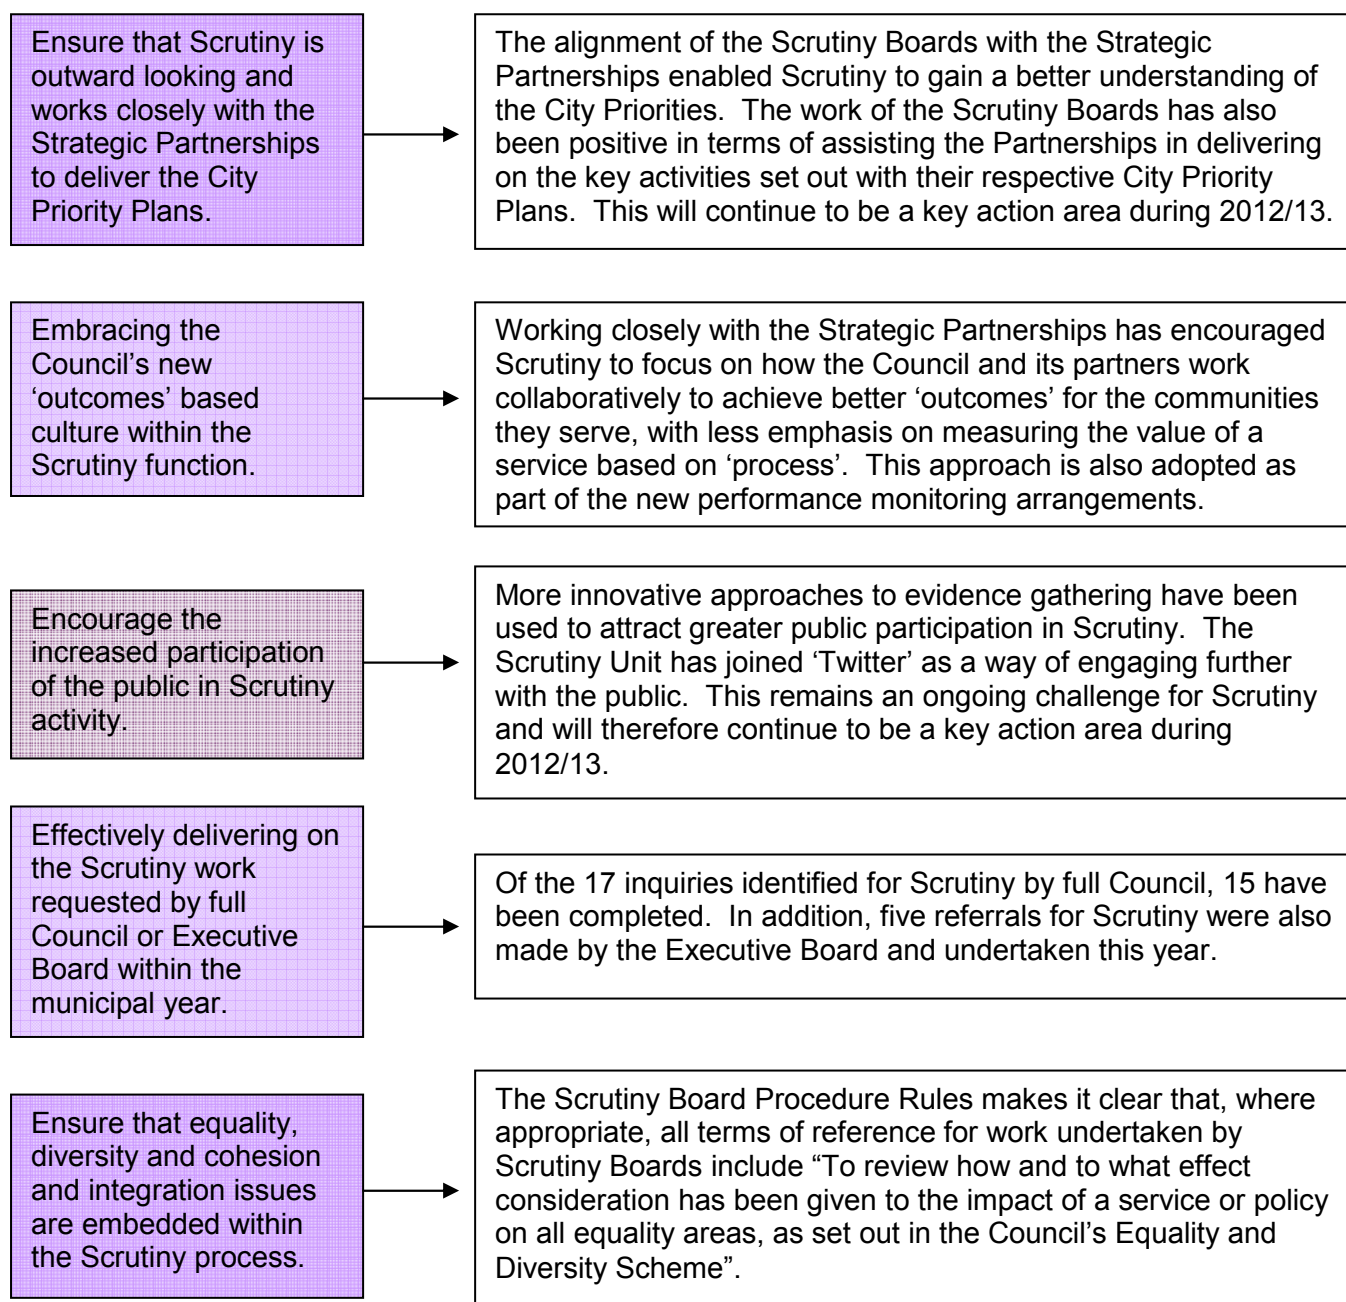 Ensure that Scrutiny is
outward looking and
works closely with the
Strategic Partnerships
to deliver the City
Priority Plans.
The alignment of the Scrutiny Boards with the Strategic
Partnerships enabled Scrutiny to gain a better understanding of
the City Priorities.  The work of the Scrutiny Boards has also
been positive in terms of assisting the Partnerships in delivering
on the key activities set out with their respective City Priority
Plans.  This will continue to be a key action area during 2012/13.
Embracing the
Council’s new
‘outcomes’ based
culture within the
Scrutiny function.
Working closely with the Strategic Partnerships has encouraged
Scrutiny to focus on how the Council and its partners work
collaboratively to achieve better ‘outcomes’ for the communities
they serve, with less emphasis on measuring the value of a
service based on ‘process’.  This approach is also adopted as
part of the new performance monitoring arrangements.
Encourage the
increased participation
of the public in Scrutiny
activity.
More innovative approaches to evidence gathering have been
used to attract greater public participation in Scrutiny.  The
Scrutiny Unit has joined ‘Twitter’ as a way of engaging further
with the public.  This remains an ongoing challenge for Scrutiny
and will therefore continue to be a key action area during
2012/13.
Effectively delivering on
the Scrutiny work
requested by full
Council or Executive
Board within the
municipal year.
Of the 17 inquiries identified for Scrutiny by full Council, 15 have
been completed.  In addition, five referrals for Scrutiny were also
made by the Executive Board and undertaken this year.
Ensure that equality,
diversity and cohesion
and integration issues
are embedded within
the Scrutiny process.
The Scrutiny Board Procedure Rules makes it clear that, where
appropriate, all terms of reference for work undertaken by
Scrutiny Boards include “To review how and to what effect
consideration has been given to the impact of a service or policy
on all equality areas, as set out in the Council’s Equality and
Diversity Scheme”.